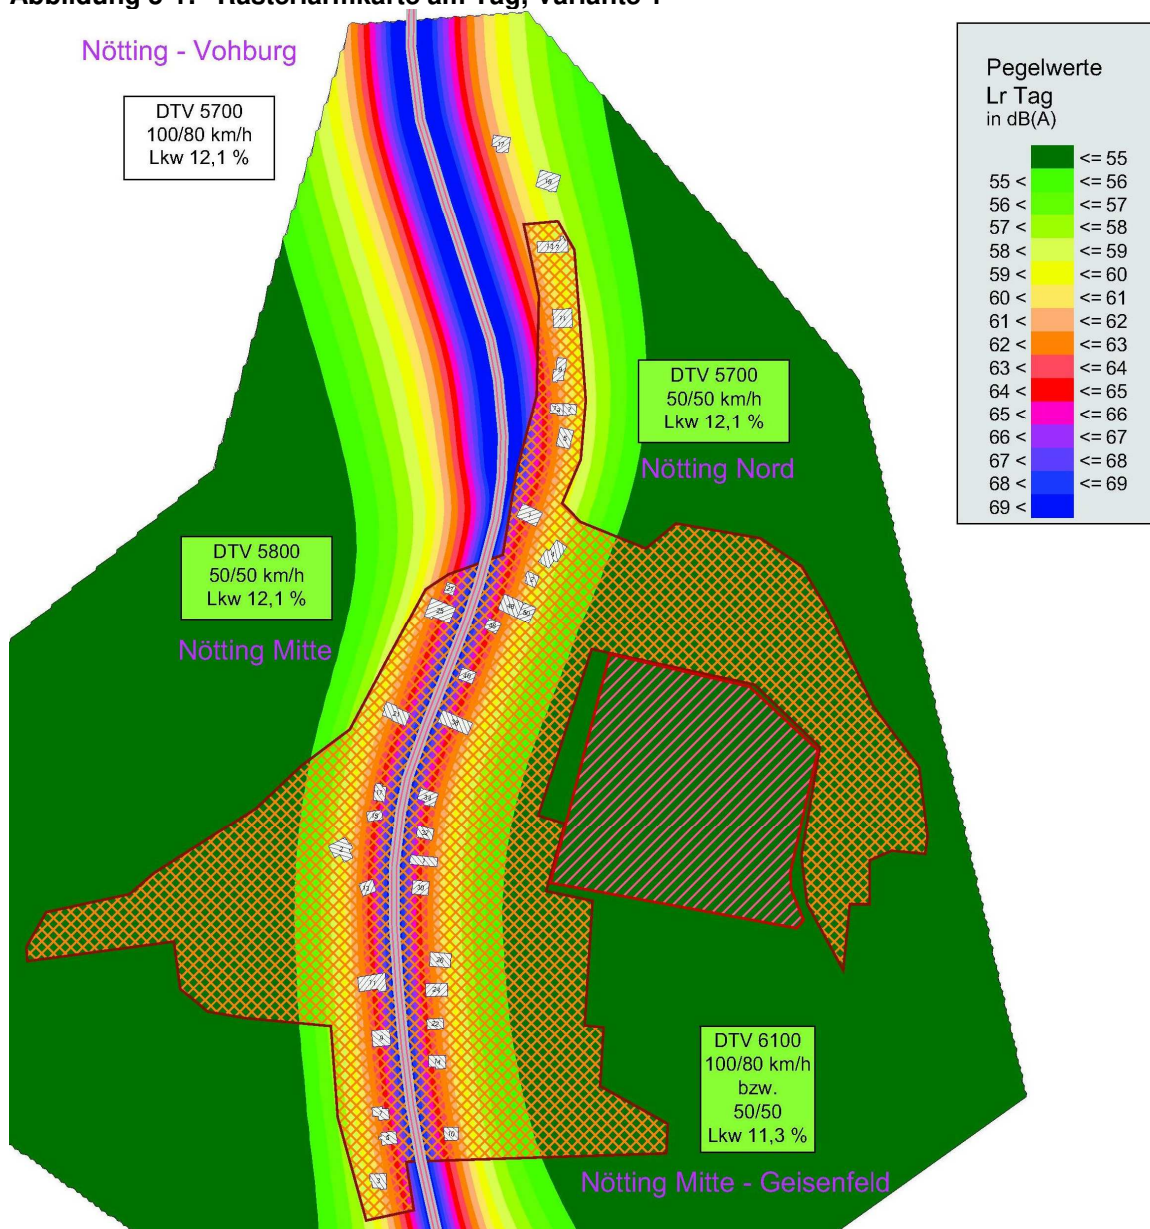 Nötting - Vohburg
DTV 5700
100/80 km/h
Lkw 12,1 %
Pegelwerte
Lr Tag
in dB(A)
<= 55
55 < <= 56
56 < <= 57
57 < <= 58
58 < <= 59
59 < <= 60
60 < <= 61
61 < <= 62
62 < <= 63
63 < <= 64
64 < <= 65
65 < <= 66
66 < <= 67
67 < <= 68
68 < <= 69
69 <
DTV 5700
50/50 km/h
Lkw 12,1 %
Nötting Nord
DTV 5800
50/50 km/h
Lkw 12,1 %
Nötting Mitte
DTV 6100
100/80 km/h
bzw.
50/50
Lkw 11,3 %
Nötting Mitte - Geisenfeld